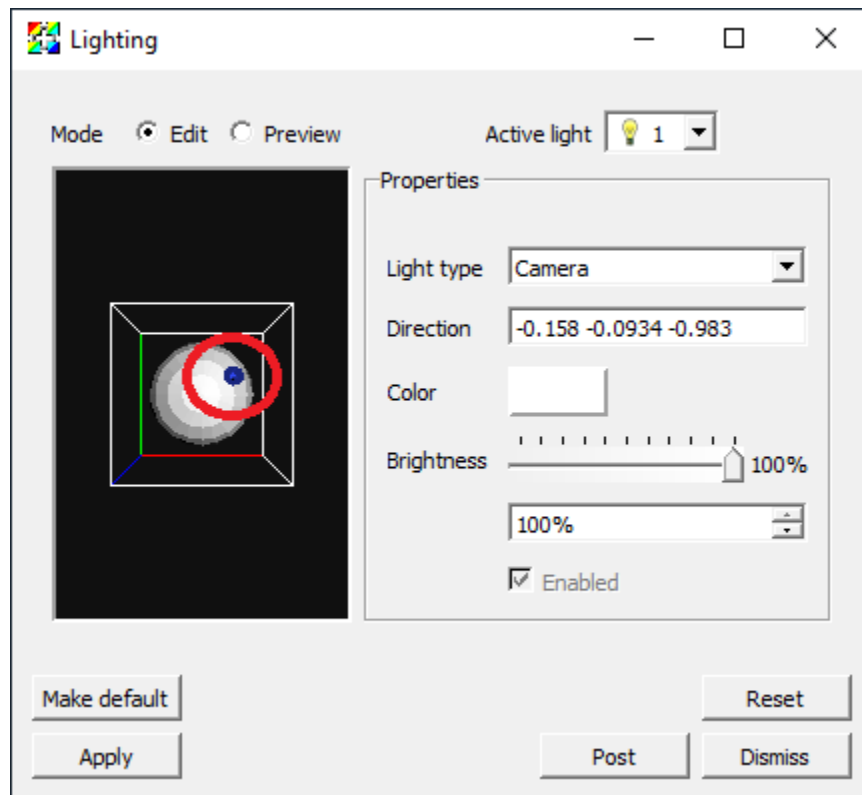 Lighting
Mode Edit Preview Active light 1
Properties
Light type Camera
Direction -0.158 -0.0934 -0.983
Color
Brightness 100%
100%
Enabled
Make default Reset
Apply Post Dismiss